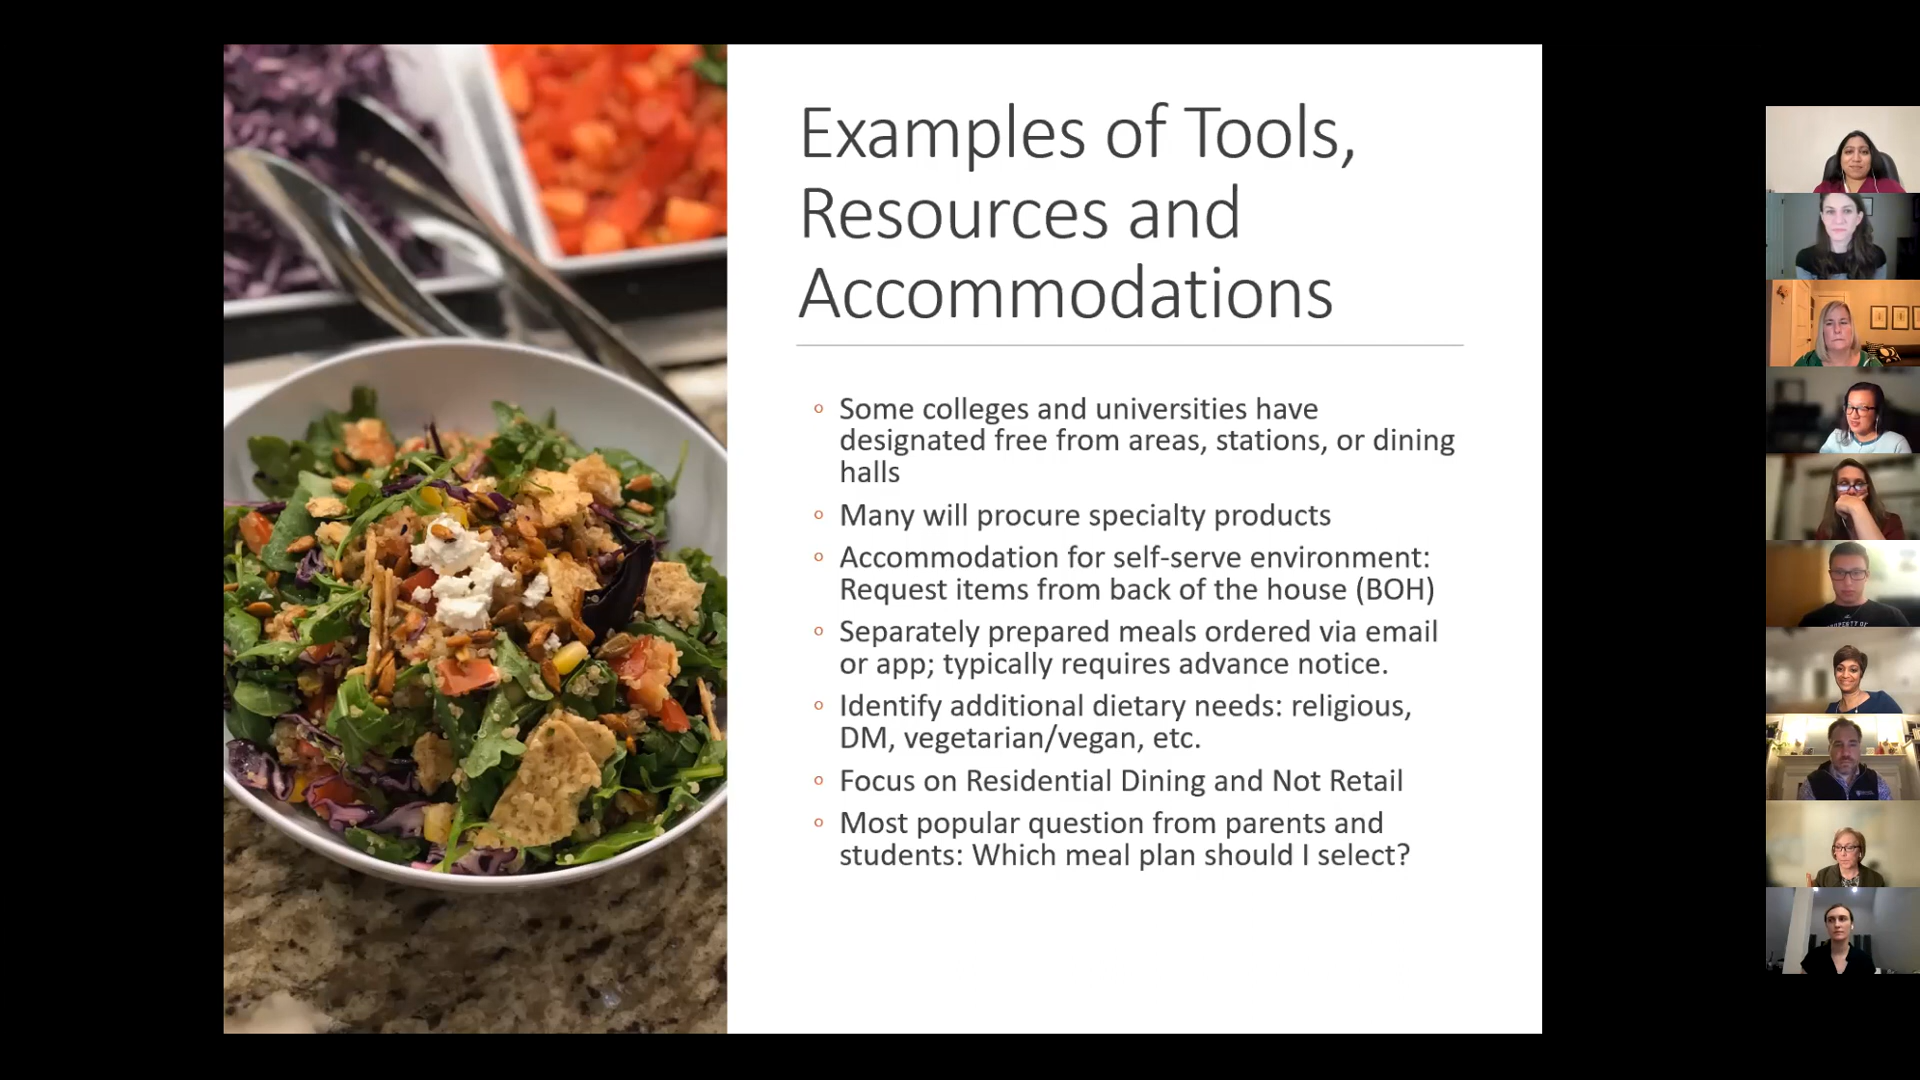 Examples of Tools,
Resources and
Accommodations
Some colleges and universities have
designated free from areas, stations, or dining
halls
Many will procure specialty products
Accommodation for self-serve environment:
Request items from back of the house (BOH)
Separately prepared meals ordered via email
or app; typically requires advance notice.
Identify additional dietary needs: religious,
DM, vegetarian/vegan, etc.
Focus on Residential Dining and Not Retail
Most popular question from parents and
students: Which meal plan should I select?
PROPERTY OF